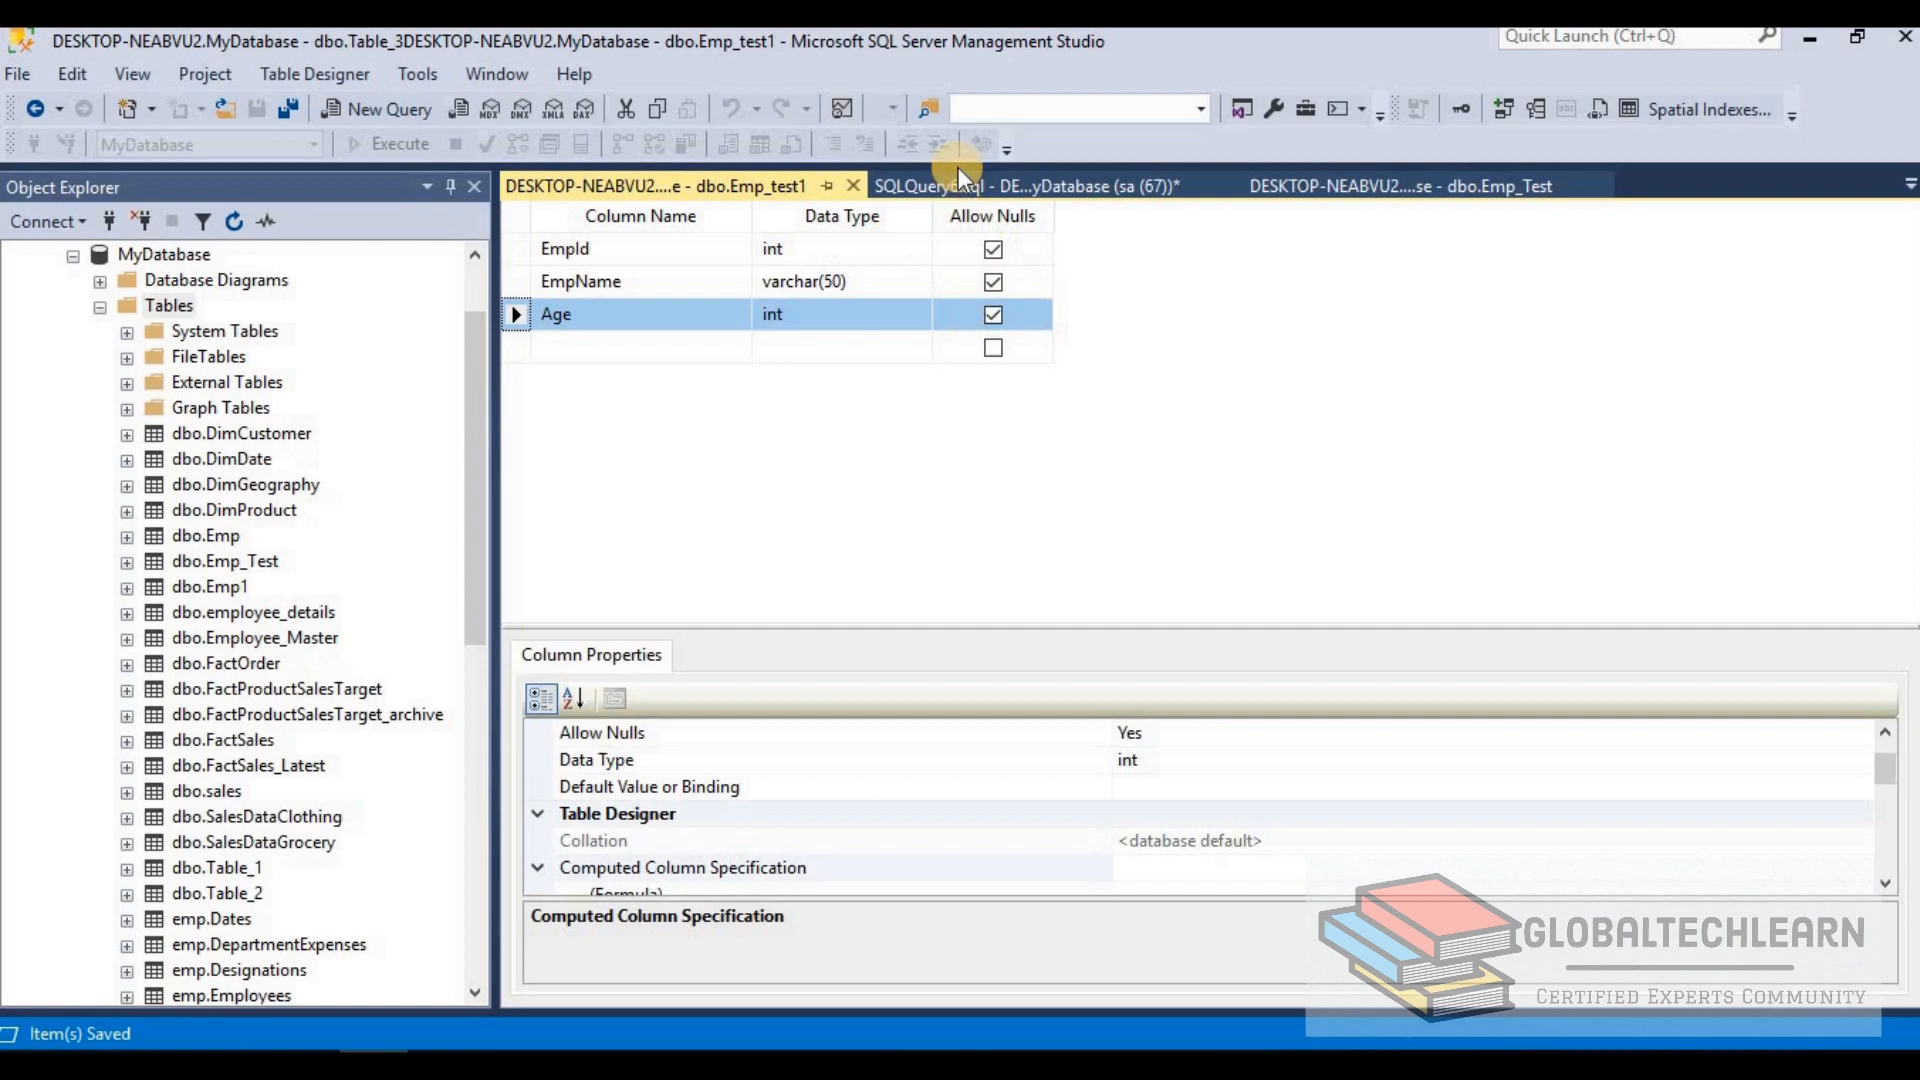 DESKTOP-NEABVU2.MyDatabase - dbo.Table_3DESKTOP-NEABVU2.MyDatabase - dbo.Emp_test1 - Microsoft SQL Server Management Studio
Quick Launch (Ctrl+Q)
File Edit View Project Table Designer Tools Window Help
New Query MDX DMX XMLA DAX Spatial Indexes...
MyDatabase Execute
Object Explorer
DESKTOP-NEABVU2....e - dbo.Emp_test1
- DE...yDatabase (sa (67))*
DESKTOP-NEABVU2....se - dbo.Emp_Test
Connect
Column Name Data Type Allow Nulls
EmpId int
EmpName varchar(50)
Age int
MyDatabase
Database Diagrams
Tables
System Tables
FileTables
External Tables
Graph Tables
dbo.DimCustomer
dbo.DimDate
dbo.DimGeography
dbo.DimProduct
dbo.Emp
dbo.Emp_Test
dbo.Emp1
dbo.employee_details
dbo.Employee_Master
dbo.FactOrder
dbo.FactProductSalesTarget
dbo.FactProductSalesTarget_archive
dbo.FactSales
dbo.FactSales_Latest
dbo.sales
dbo.SalesDataClothing
dbo.SalesDataGrocery
dbo.Table_1
dbo.Table_2
emp.Dates
emp.DepartmentExpenses
emp.Designations
emp.Employees
Column Properties
Allow Nulls Yes
Data Type int
Default Value or Binding
Table Designer
Collation <database default>
Computed Column Specification
(Formula)
Computed Column Specification
GLOBALTECHLEARN
CERTIFIED EXPERTS COMMUNITY
Item(s) Saved